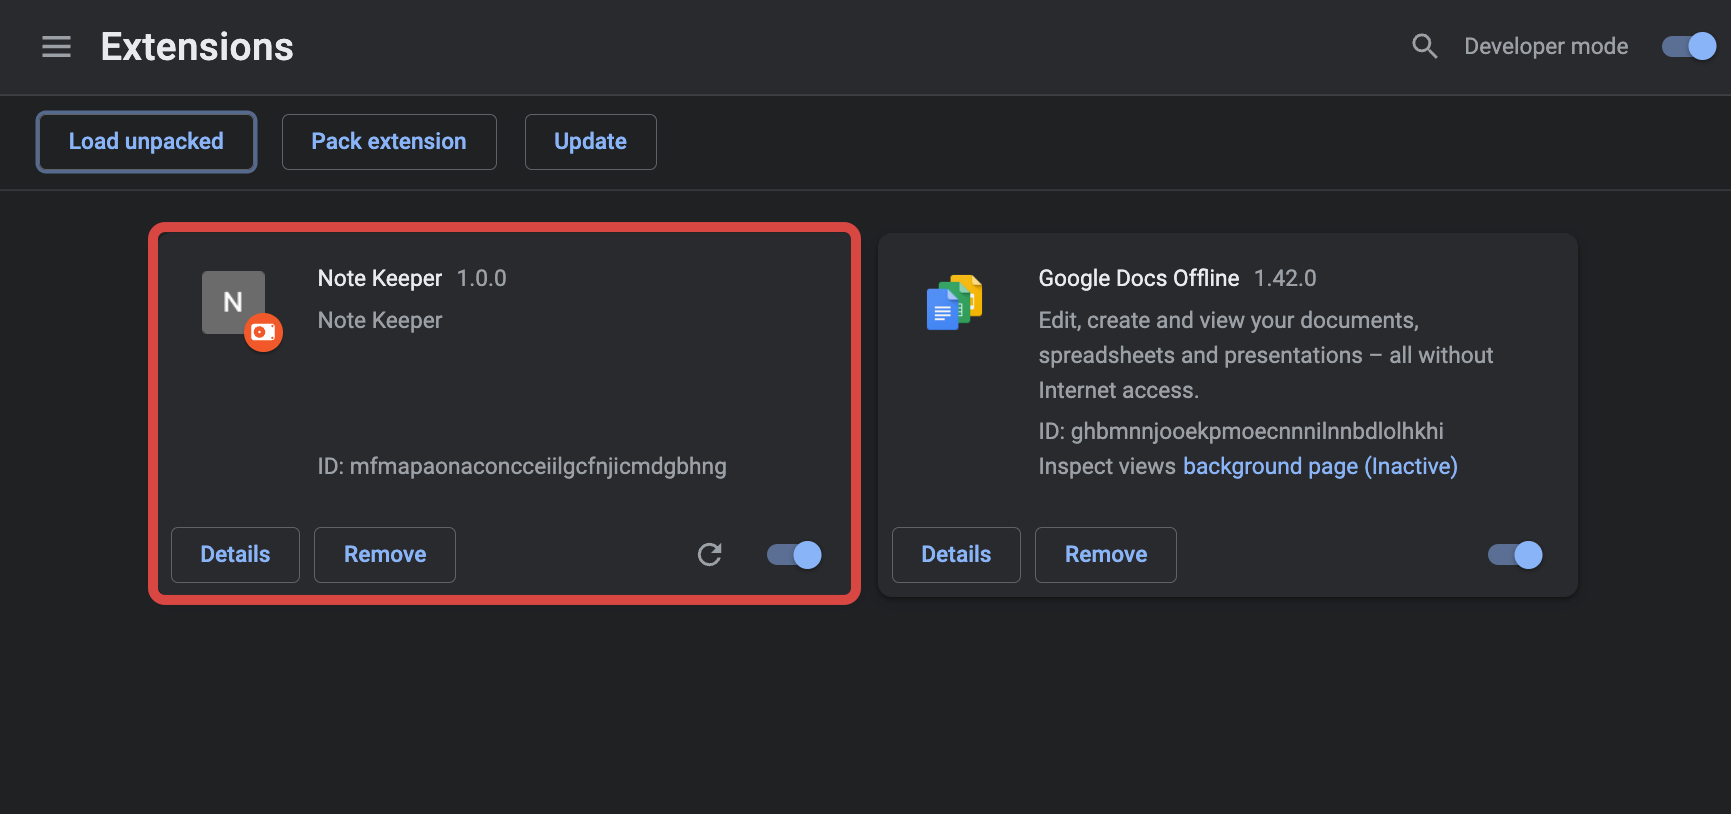 Extensions
Developer mode
Load unpacked
Pack extension
Update
N
Note Keeper 1.0.0
Note Keeper
ID: mfmapaonaconcceiilgcfnjicmdgbhng
Details
Remove
Google Docs Offline 1.42.0
Edit, create and view your documents,
spreadsheets and presentations – all without
Internet access.
ID: ghbmnnjooekpmoecnnnilnnbdlolhkhi
Inspect views background page (Inactive)
Details
Remove